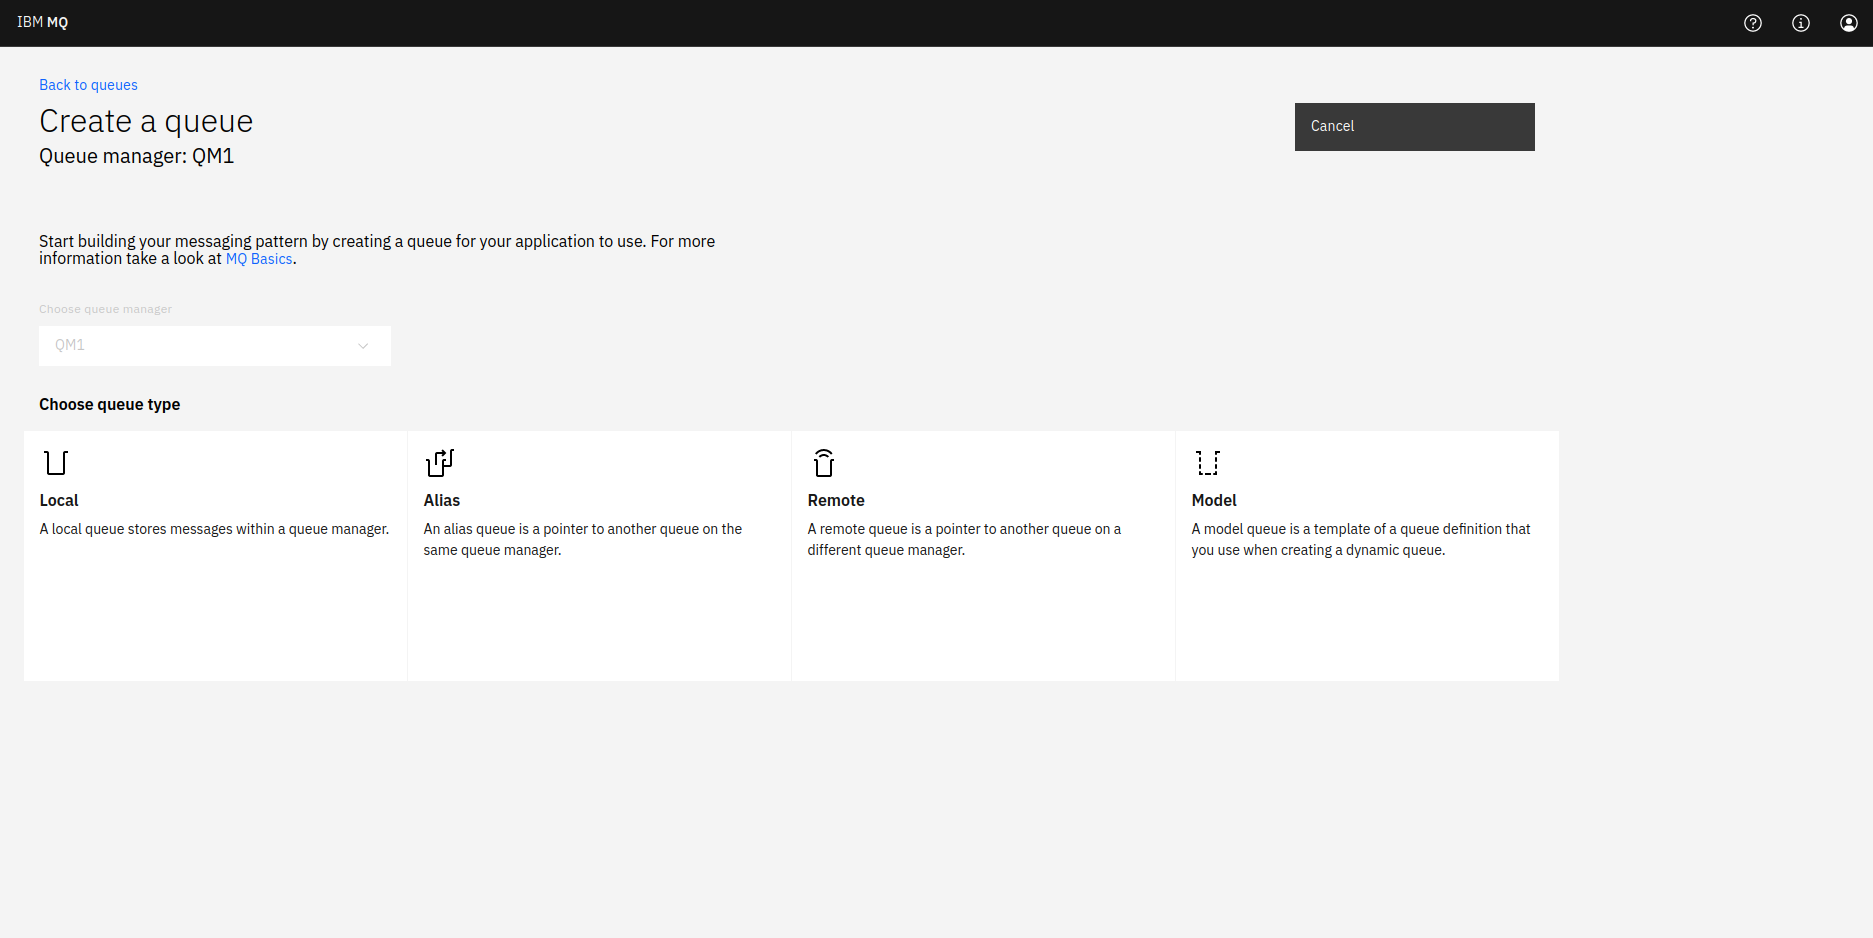 IBM MQ
Back to queues
Create a queue
Queue manager: QM1
Cancel
Start building your messaging pattern by creating a queue for your application to use. For more
information take a look at MQ Basics.
Choose queue manager
QM1
Choose queue type
Local
A local queue stores messages within a queue manager.
Alias
An alias queue is a pointer to another queue on the
same queue manager.
Remote
A remote queue is a pointer to another queue on a
different queue manager.
Model
A model queue is a template of a queue definition that
you use when creating a dynamic queue.